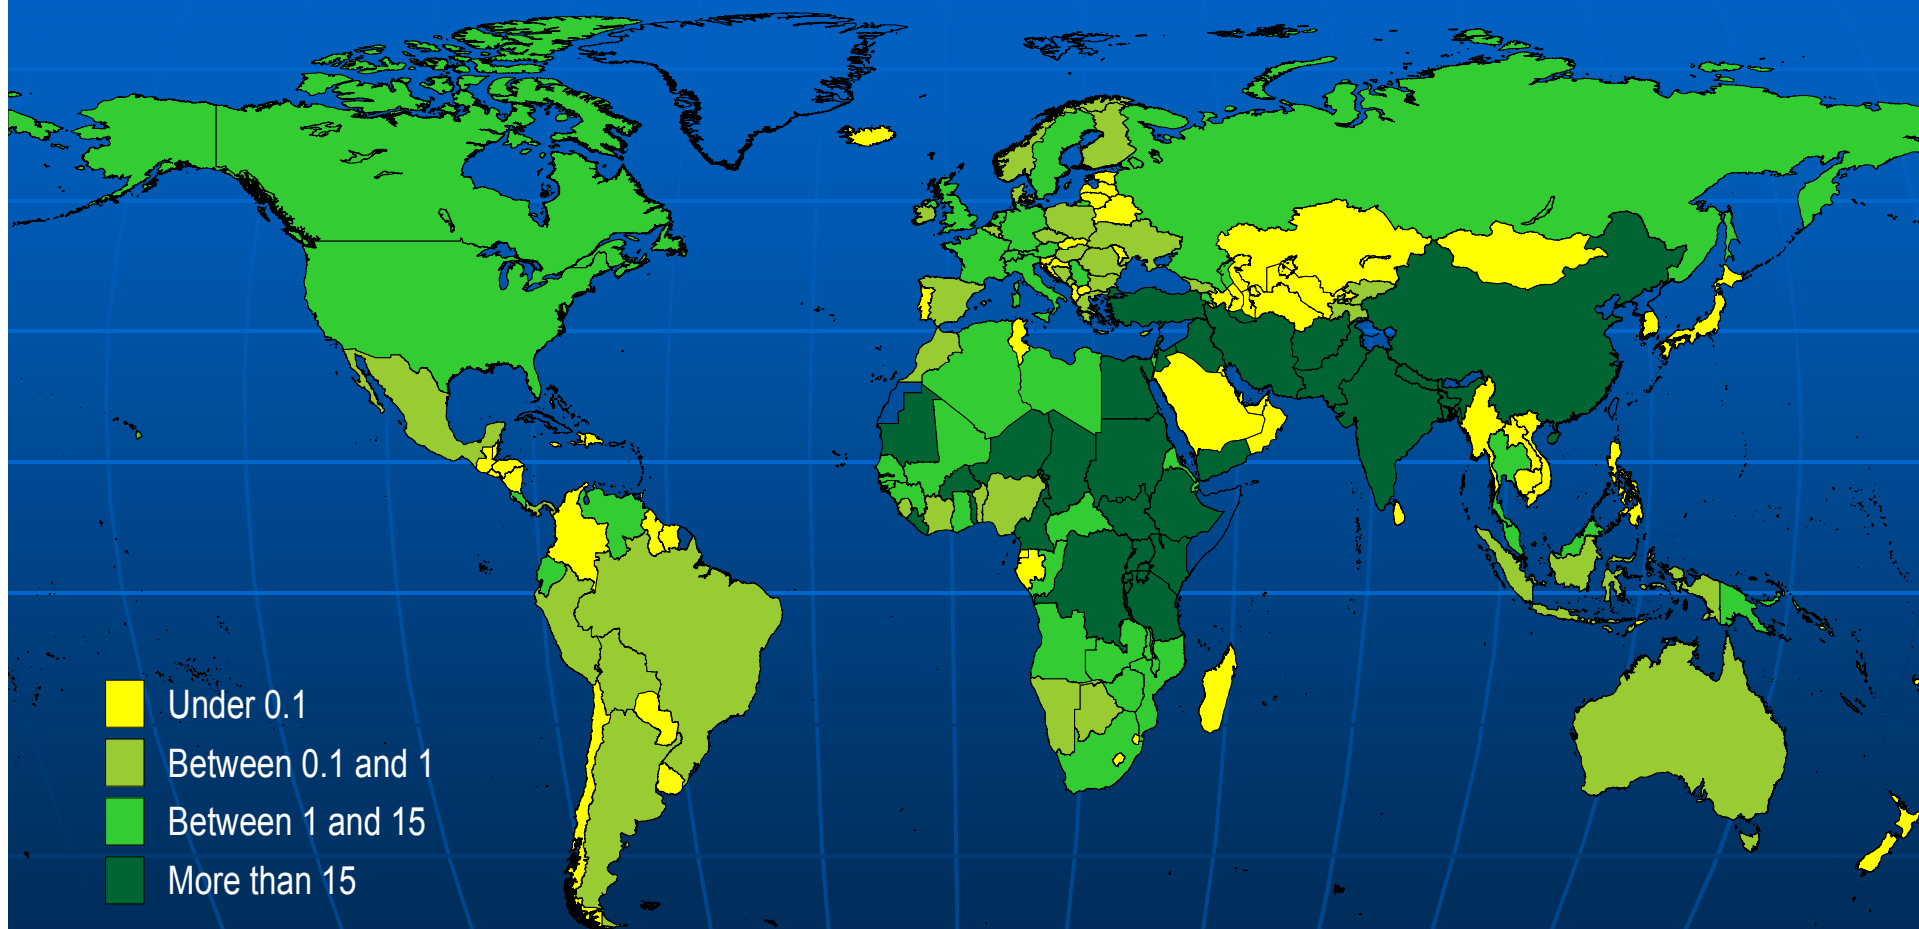 Under 0.1
Between 0.1 and 1
Between 1 and 15
More than 15